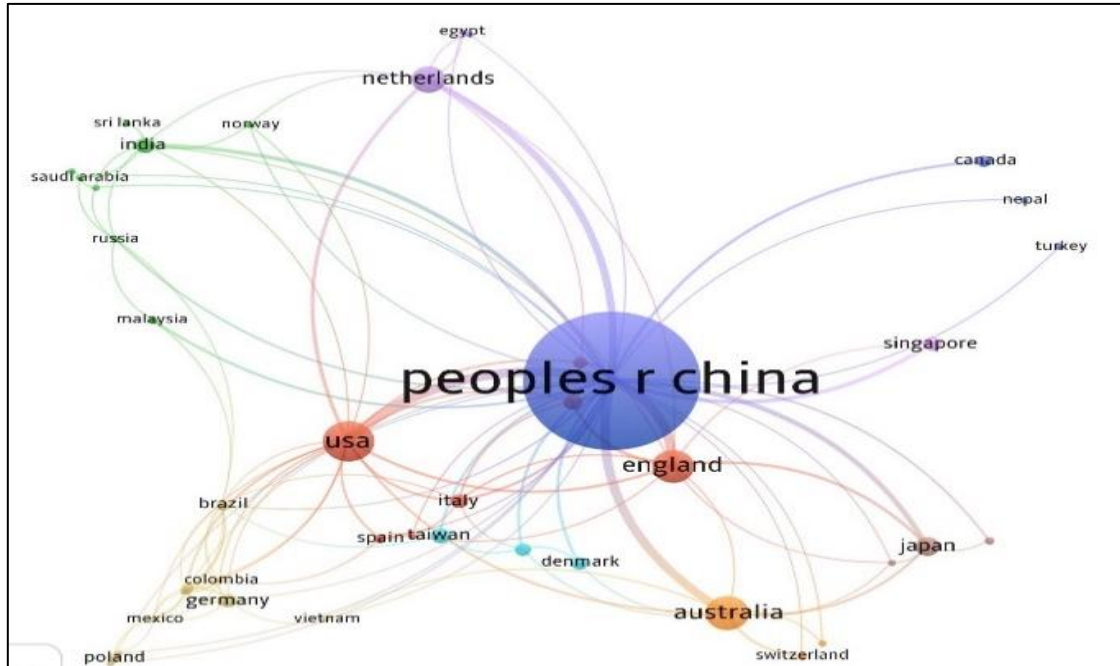 egypt
netherlands
sri lanka
norway
india
canada
saudi arabia
nepal
russia
turkey
malaysia
singapore
peoples r china
usa
england
italy
brazil
spain
taiwan
japan
denmark
colombia
germany
mexico
vietnam
australia
poland
switzerland